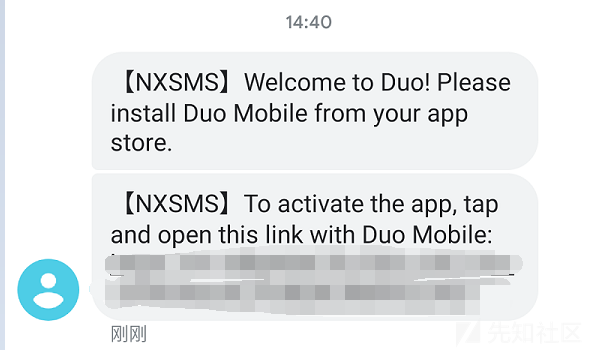 14:40
【NXSMS】Welcome to Duo! Please
install Duo Mobile from your app
store.
【NXSMS】To activate the app, tap
and open this link with Duo Mobile:
刚刚
先知社区